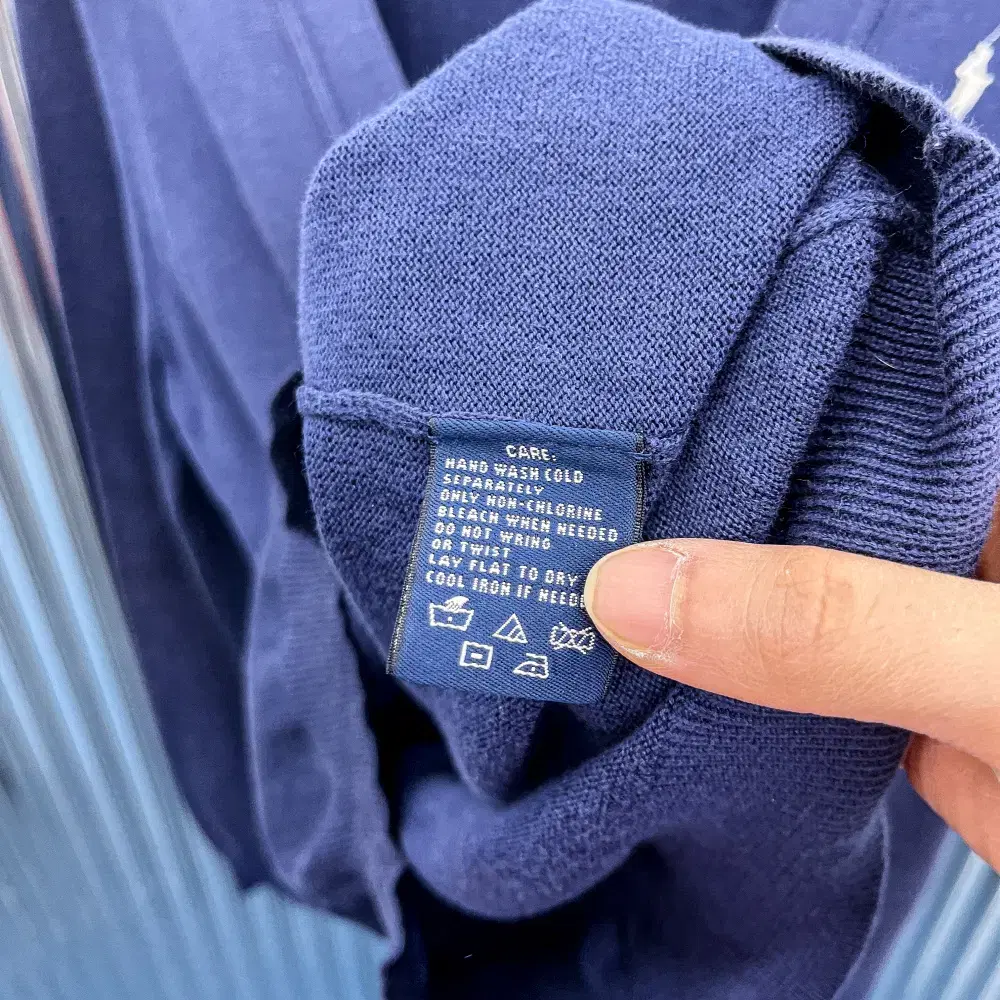 CARE:
HAND WASH COLD
SEPARATELY
ONLY NON-CHLORINE
BLEACH WHEN NEEDED
DO NOT WRING
OR TWIST
LAY FLAT TO DRY
COOL IRON IF